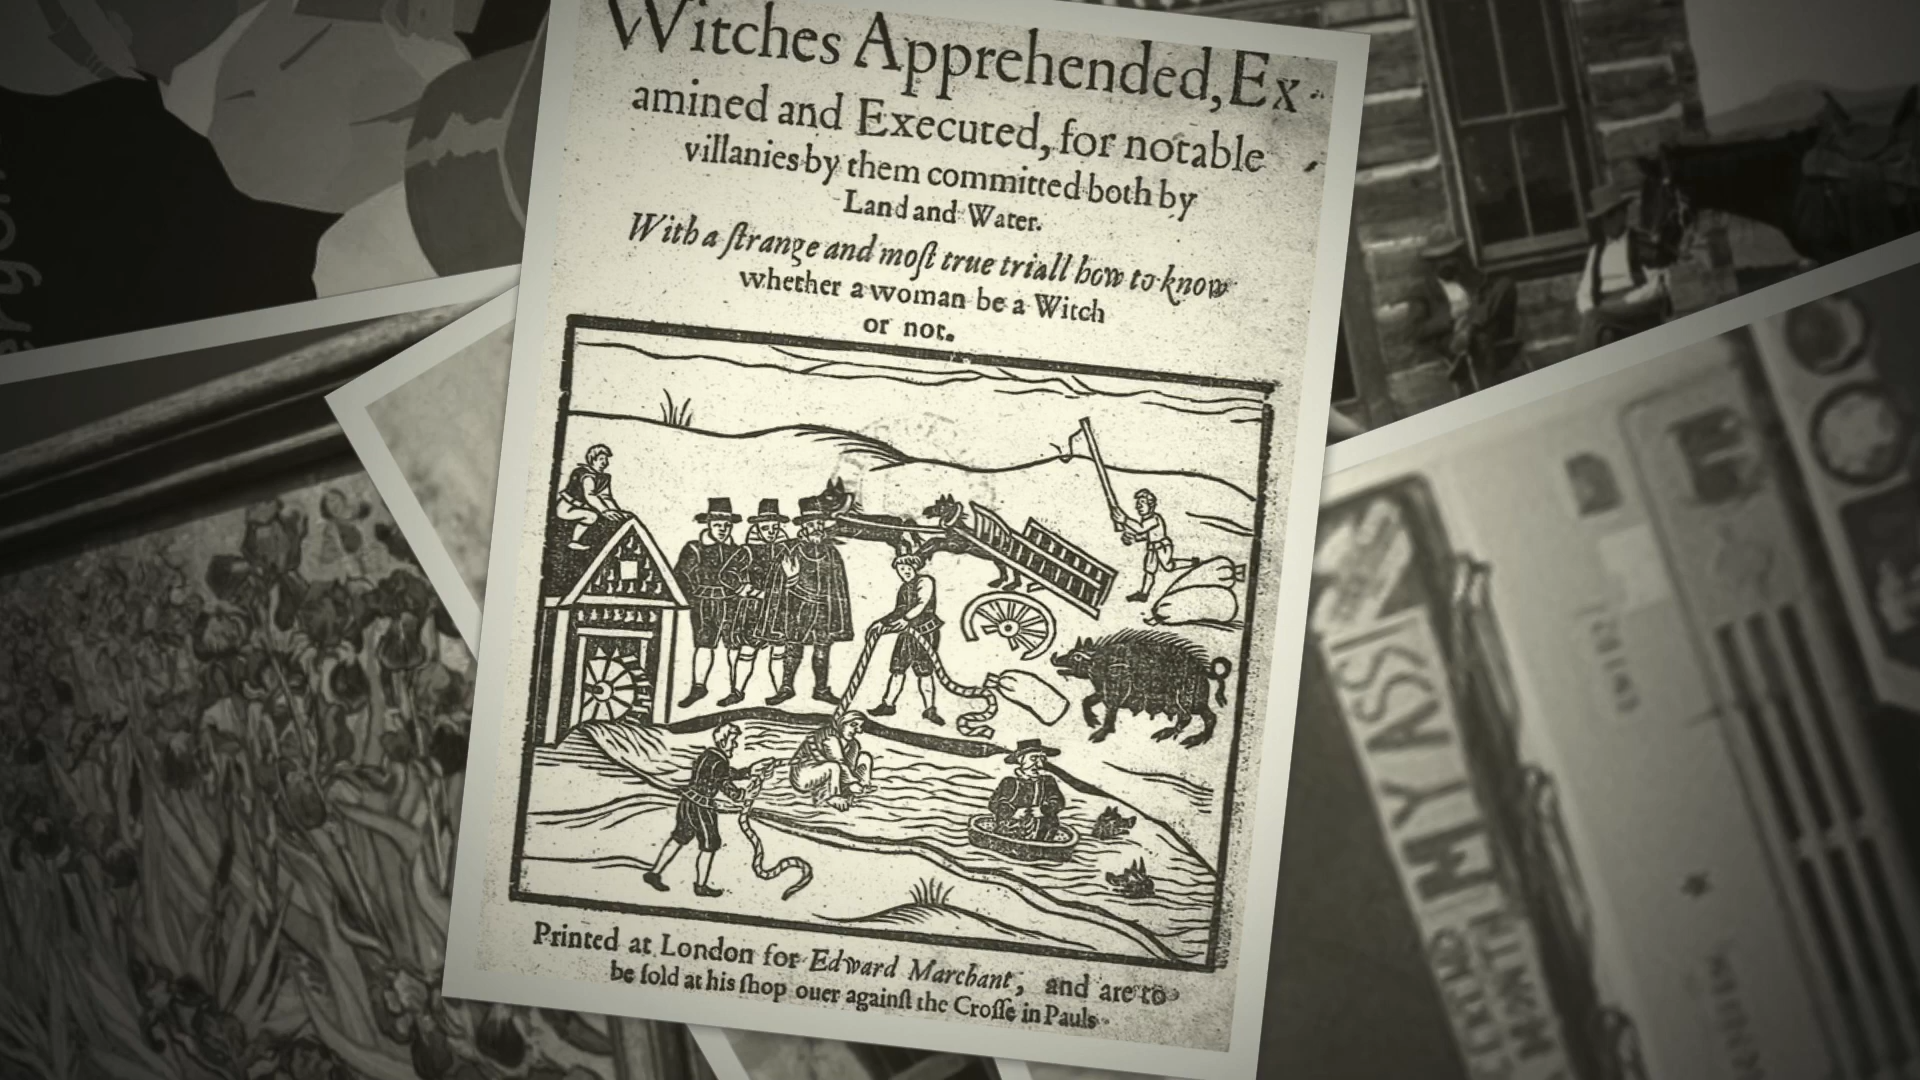 Witches Apprehended, Ex-
amined and Executed, for notable
villanies by them committed both by
Land and Water.
With a ſtrange and moſt true triall how to know
whether a woman be a Witch
or not.
Printed at London for Edward Marchant, and are to
be ſold at his ſhop ouer againſt the Croſſe in Pauls
MYASS